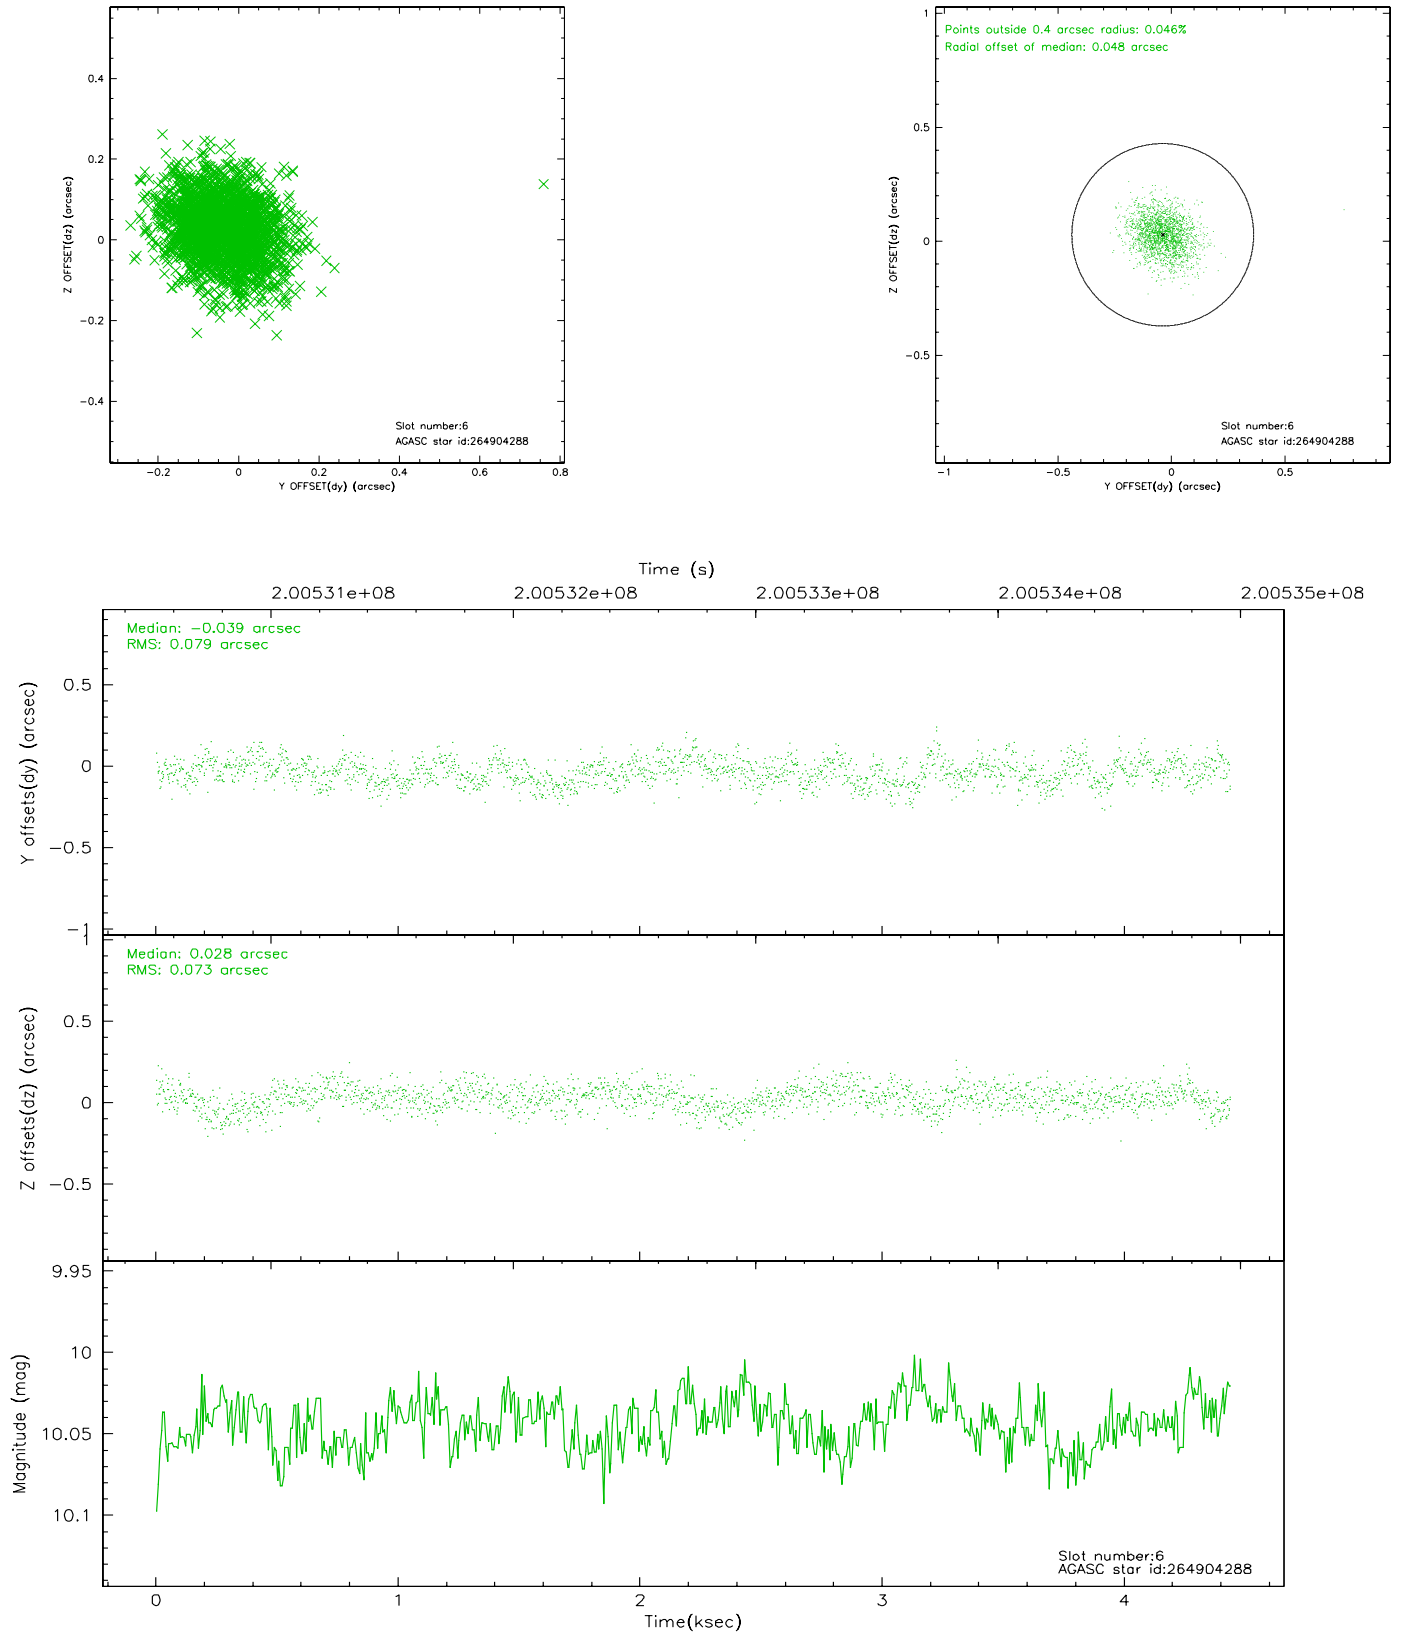 0.4
0.2
0
−0.2
−0.4
Z OFFSET(dz) (arcsec)
Slot number:6
AGASC star id:264904288
−0.2 0 0.2 0.4 0.6 0.8
Y OFFSET(dy) (arcsec)
Points outside 0.4 arcsec radius: 0.046%
Radial offset of median: 0.048 arcsec
1
0.5
0
−0.5
Z OFFSET(dz) (arcsec)
Slot number:6
AGASC star id:264904288
−1 −0.5 0 0.5
Y OFFSET(dy) (arcsec)
Time (s)
2.00531e+08 2.00532e+08 2.00533e+08 2.00534e+08 2.00535e+08
Median: −0.039 arcsec
RMS: 0.079 arcsec
0.5
0
−0.5
−1
Y offsets(dy) (arcsec)
Median: 0.028 arcsec
RMS: 0.073 arcsec
1
0.5
0
−0.5
Z offsets(dz) (arcsec)
9.95
10
10.05
10.1
Magnitude (mag)
Slot number:6
AGASC star id:264904288
0 1 2 3 4
Time(ksec)